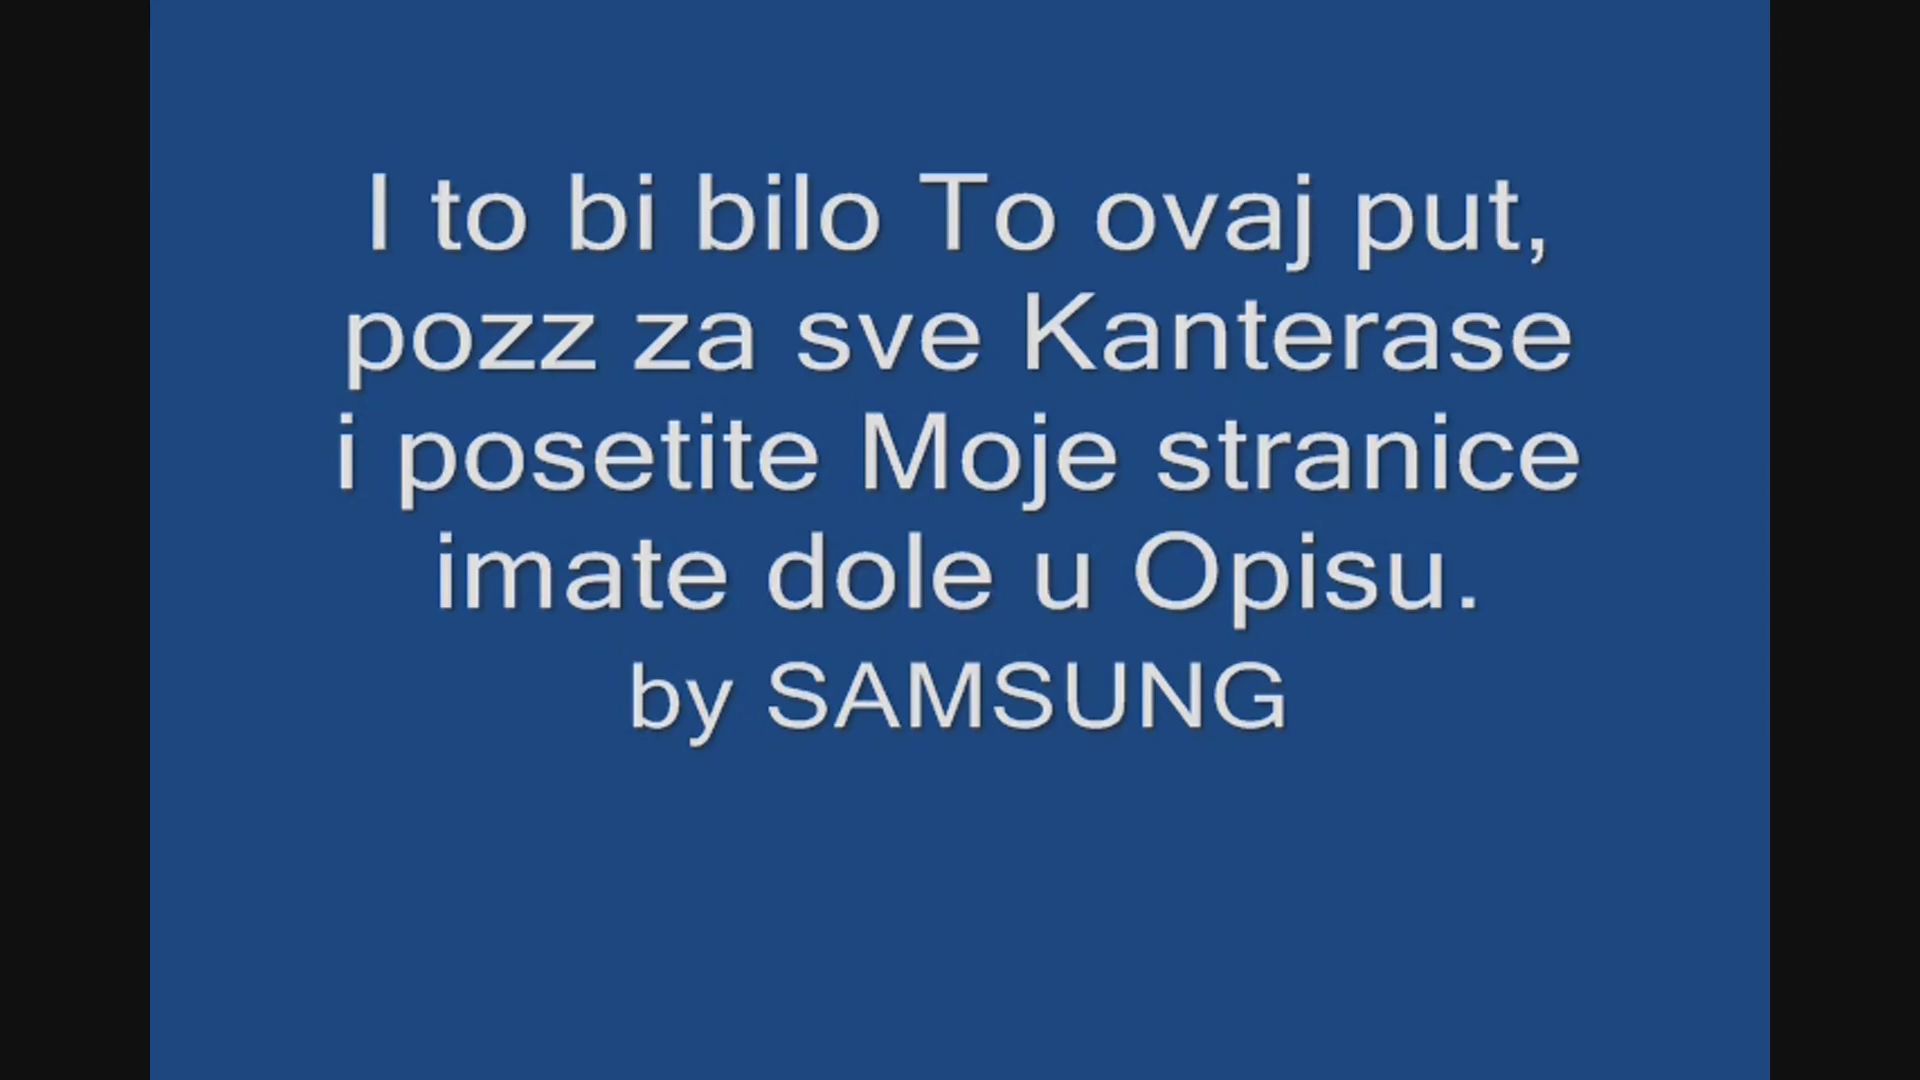 I to bi bilo To ovaj put,
pozz za sve Kanterase
i posetite Moje stranice
imate dole u Opisu.
by SAMSUNG